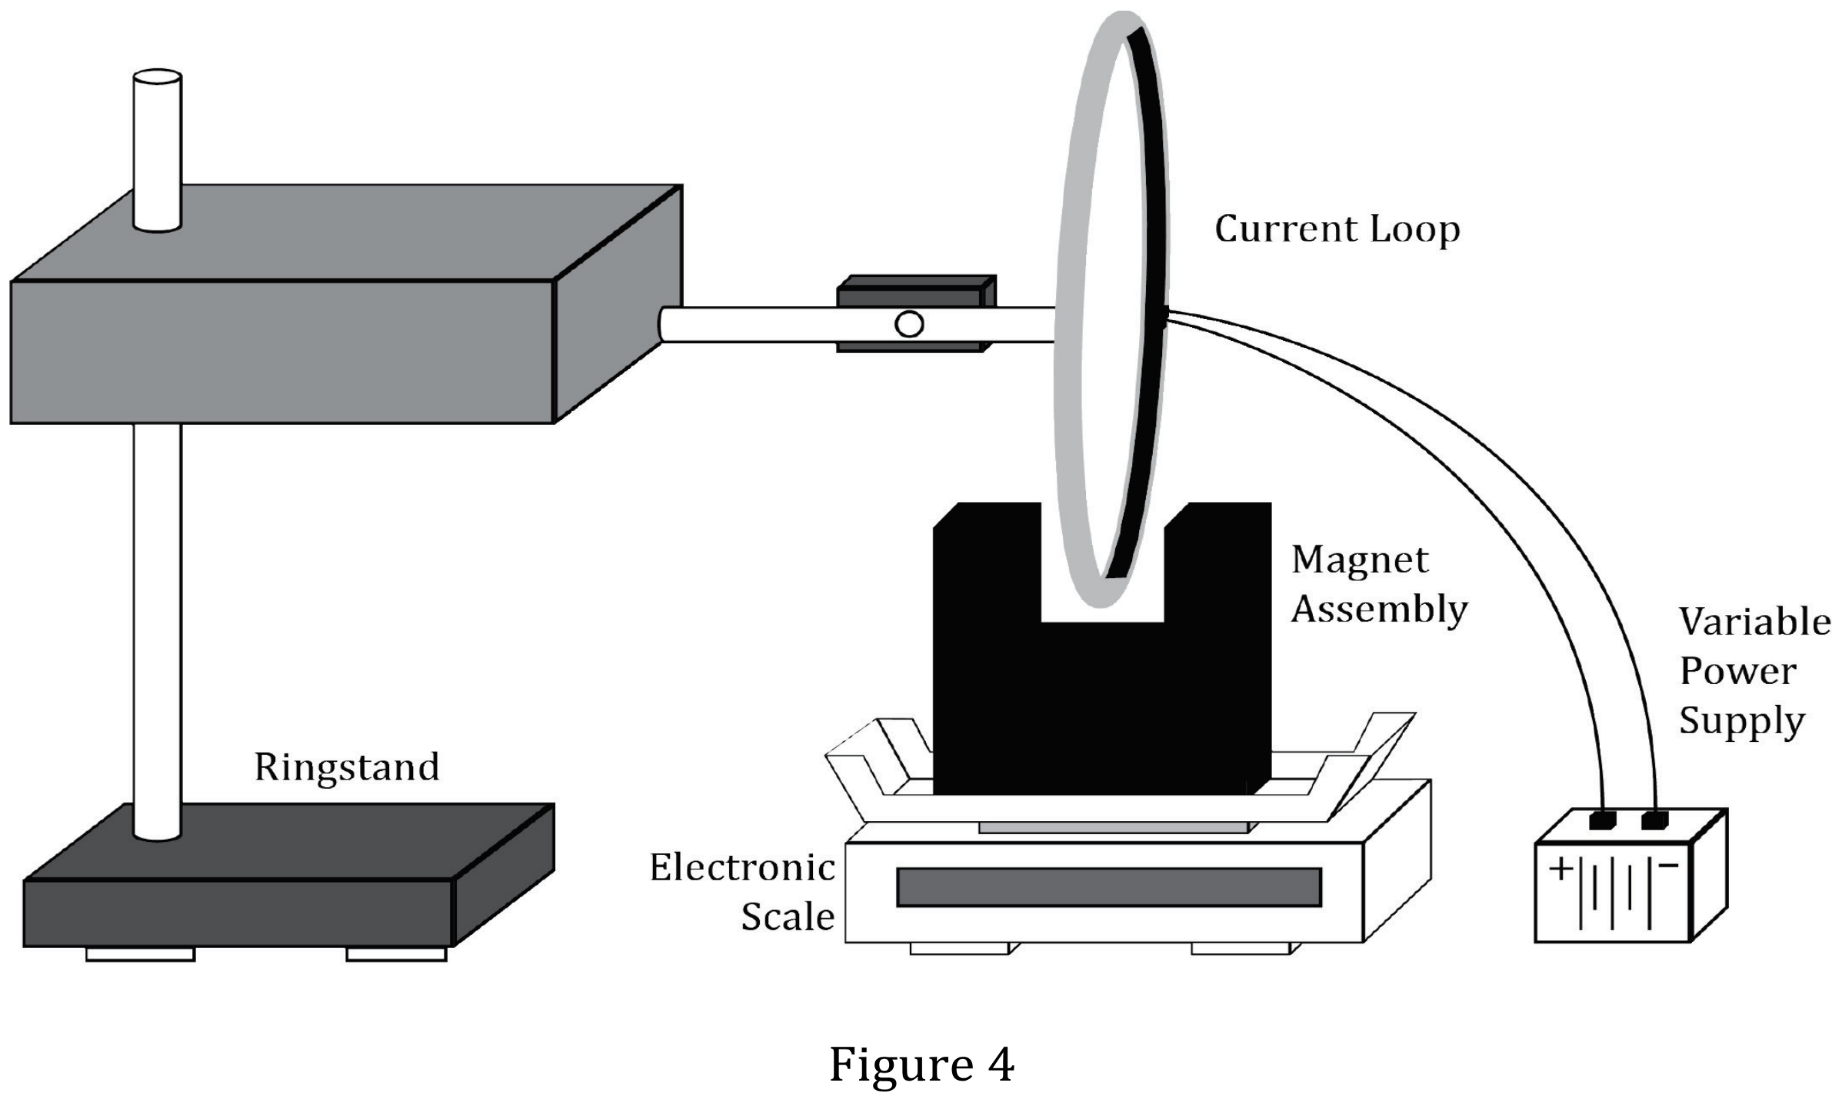 Current Loop
Magnet
Assembly
Variable
Power
Supply
Ringstand
Electronic
Scale
+ −
Figure 4